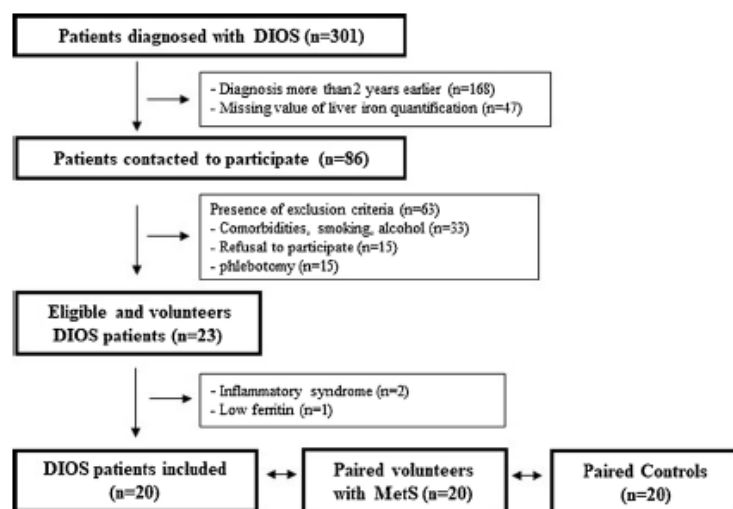 Patients diagnosed with DIOS (n=301)
- Diagnosis more than 2 years earlier (n=168)
- Missing value of liver iron quantification (n=47)
Patients contacted to participate (n=86)
Presence of exclusion criteria (n=63)
- Comorbidities, smoking, alcohol (n=33)
- Refusal to participate (n=15)
- phlebotomy (n=15)
Eligible and volunteers
DIOS patients (n=23)
- Inflammatory syndrome (n=2)
- Low ferritin (n=1)
DIOS patients included
(n=20)
Paired volunteers
with MetS (n=20)
Paired Controls
(n=20)